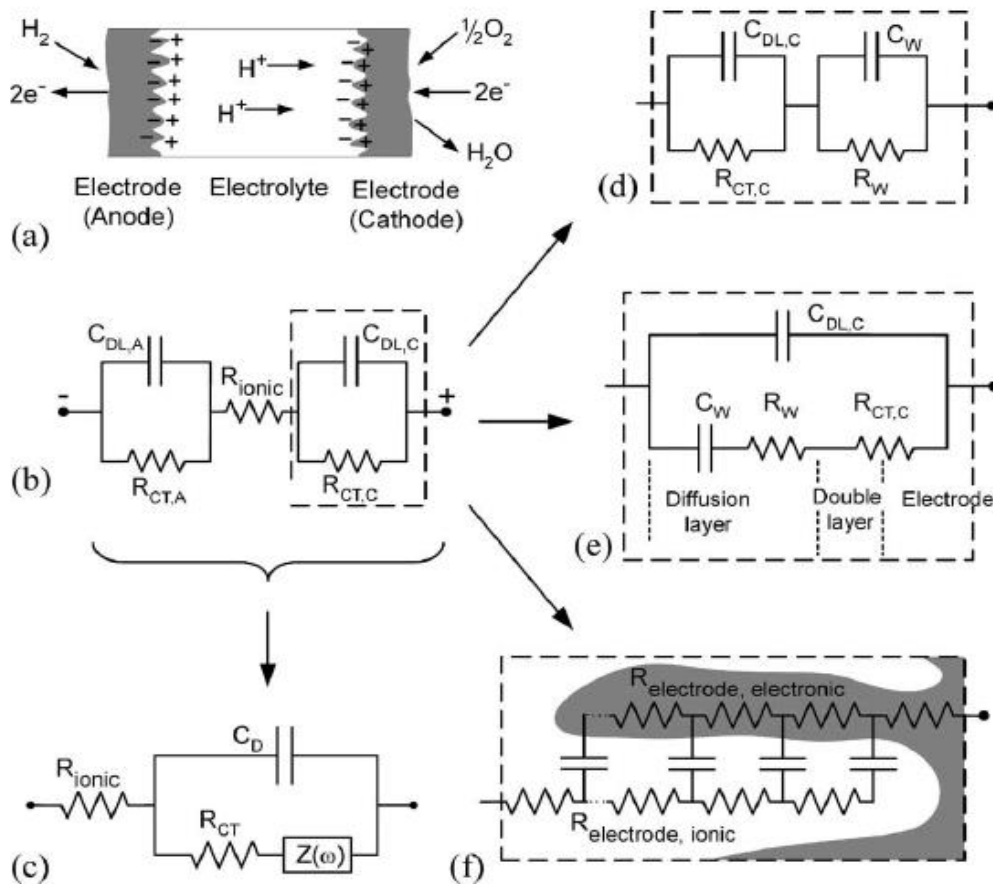 H2
2e⁻
− +
− +
− +
− +
− +
− +
H⁺
H⁺
− +
− +
− +
− +
− +
− +
½O2
2e⁻
H2O
Electrode
(Anode)
Electrolyte
Electrode
(Cathode)
(a)
-
CDL,A
RCT,A
Rionic
CDL,C
RCT,C
+
(b)
Rionic
CD
RCT
Z(ω)
(c)
CDL,C
RCT,C
CW
RW
(d)
CDL,C
CW
RW
RCT,C
Diffusion
layer
Double
layer
Electrode
(e)
Relectrode, electronic
Relectrode, ionic
(f)